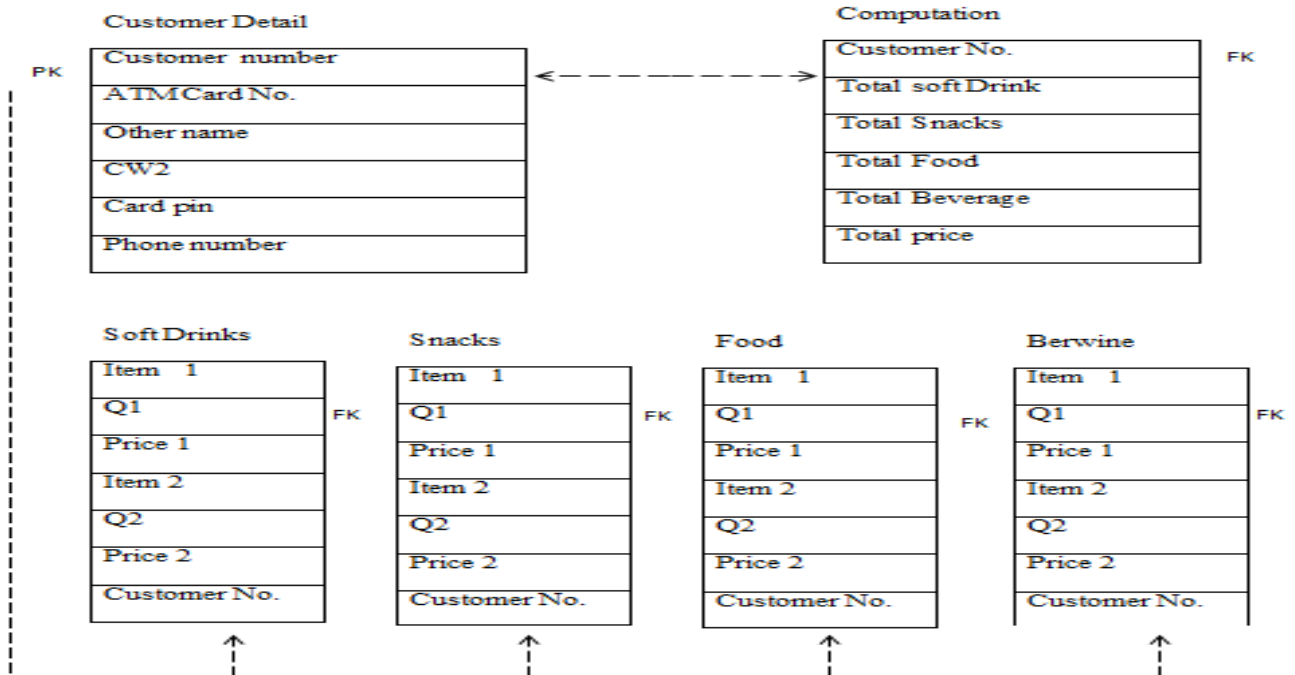 Customer Detail
PK
Customer number
ATM Card No.
Other name
CW2
Card pin
Phone number
Computation
Customer No.
FK
Total soft Drink
Total Snacks
Total Food
Total Beverage
Total price
Soft Drinks
Item 1
Q1
FK
Price 1
Item 2
Q2
Price 2
Customer No.
Snacks
Item 1
Q1
FK
Price 1
Item 2
Q2
Price 2
Customer No.
Food
Item 1
Q1
FK
Price 1
Item 2
Q2
Price 2
Customer No.
Berwine
Item 1
Q1
FK
Price 1
Item 2
Q2
Price 2
Customer No.